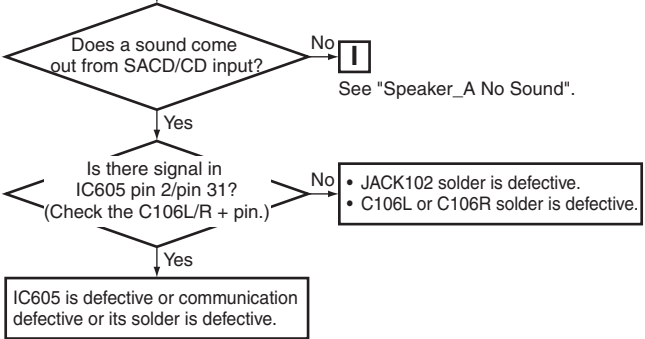 Does a sound come
out from SACD/CD input?
No
I
See "Speaker_A No Sound".
Yes
Is there signal in
IC605 pin 2/pin 31?
(Check the C106L/R + pin.)
No
• JACK102 solder is defective.
• C106L or C106R solder is defective.
Yes
IC605 is defective or communication
defective or its solder is defective.